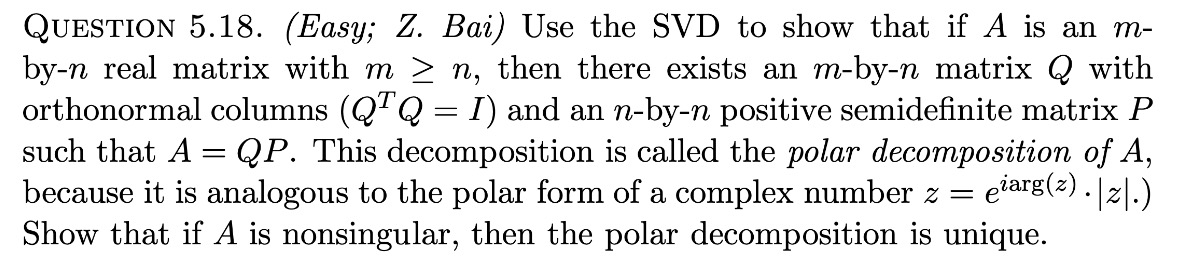 QUESTION 5.18. (Easy; Z. Bai) Use the SVD to show that if A is an m-
by-n real matrix with m ≥ n, then there exists an m-by-n matrix Q with
orthonormal columns (QᵀQ = I) and an n-by-n positive semidefinite matrix P
such that A = QP. This decomposition is called the polar decomposition of A,
because it is analogous to the polar form of a complex number z = e^{iarg(z)} · |z|.)
Show that if A is nonsingular, then the polar decomposition is unique.